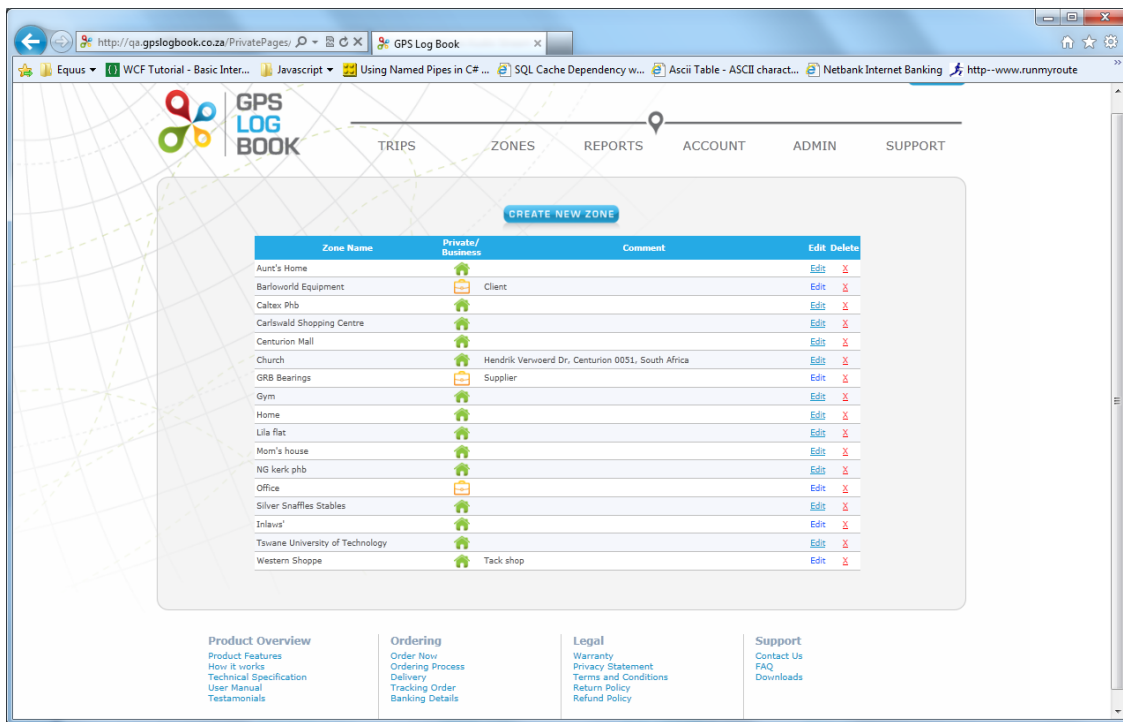 http://qa.gpslogbook.co.za/PrivatePages/
GPS Log Book
Equus
WCF Tutorial - Basic Inter...
Javascript
Using Named Pipes in C# ...
SQL Cache Dependency w...
Ascii Table - ASCII charact...
Netbank Internet Banking
http--www.runmyroute
GPS
LOG
BOOK
TRIPS ZONES REPORTS ACCOUNT ADMIN SUPPORT
CREATE NEW ZONE
Zone Name Private/ Business Comment Edit Delete
Aunt's Home Edit X
Barloworld Equipment Client Edit X
Caltex Phb Edit X
Carlswald Shopping Centre Edit X
Centurion Mall Edit X
Church Hendrik Verwoerd Dr, Centurion 0051, South Africa Edit X
GRB Bearings Supplier Edit X
Gym Edit X
Home Edit X
Lila flat Edit X
Mom's house Edit X
NG kerk phb Edit X
Office Edit X
Silver Snaffles Stables Edit X
Inlaws' Edit X
Tswane University of Technology Edit X
Western Shoppe Tack shop Edit X
Product Overview
Product Features
How it works
Technical Specification
User Manual
Testamonials
Ordering
Order Now
Ordering Process
Delivery
Tracking Order
Banking Details
Legal
Warranty
Privacy Statement
Terms and Conditions
Return Policy
Refund Policy
Support
Contact Us
FAQ
Downloads